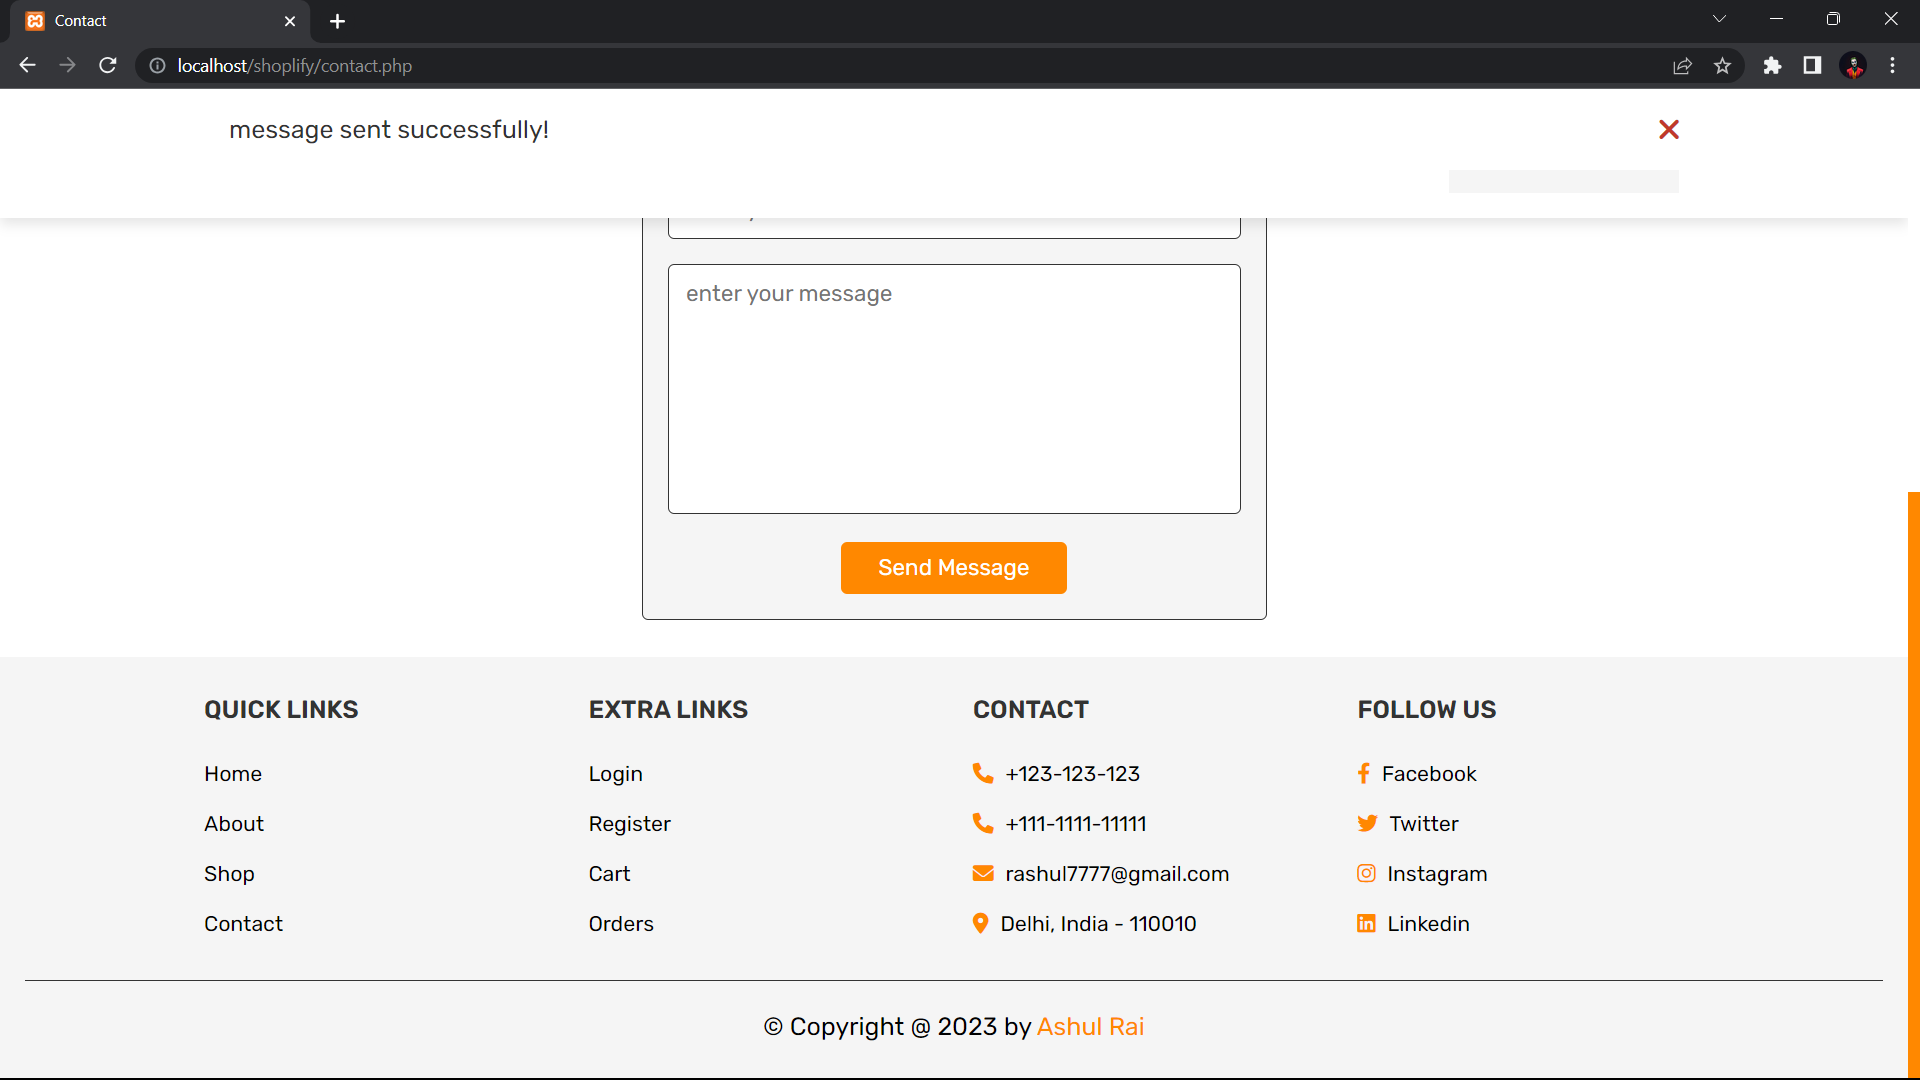 Contact
localhost/shoplify/contact.php
message sent successfully!
enter your message
Send Message
QUICK LINKS
Home
About
Shop
Contact
EXTRA LINKS
Login
Register
Cart
Orders
CONTACT
+123-123-123
+111-1111-11111
rashul7777@gmail.com
Delhi, India - 110010
FOLLOW US
Facebook
Twitter
Instagram
Linkedin
© Copyright @ 2023 by Ashul Rai